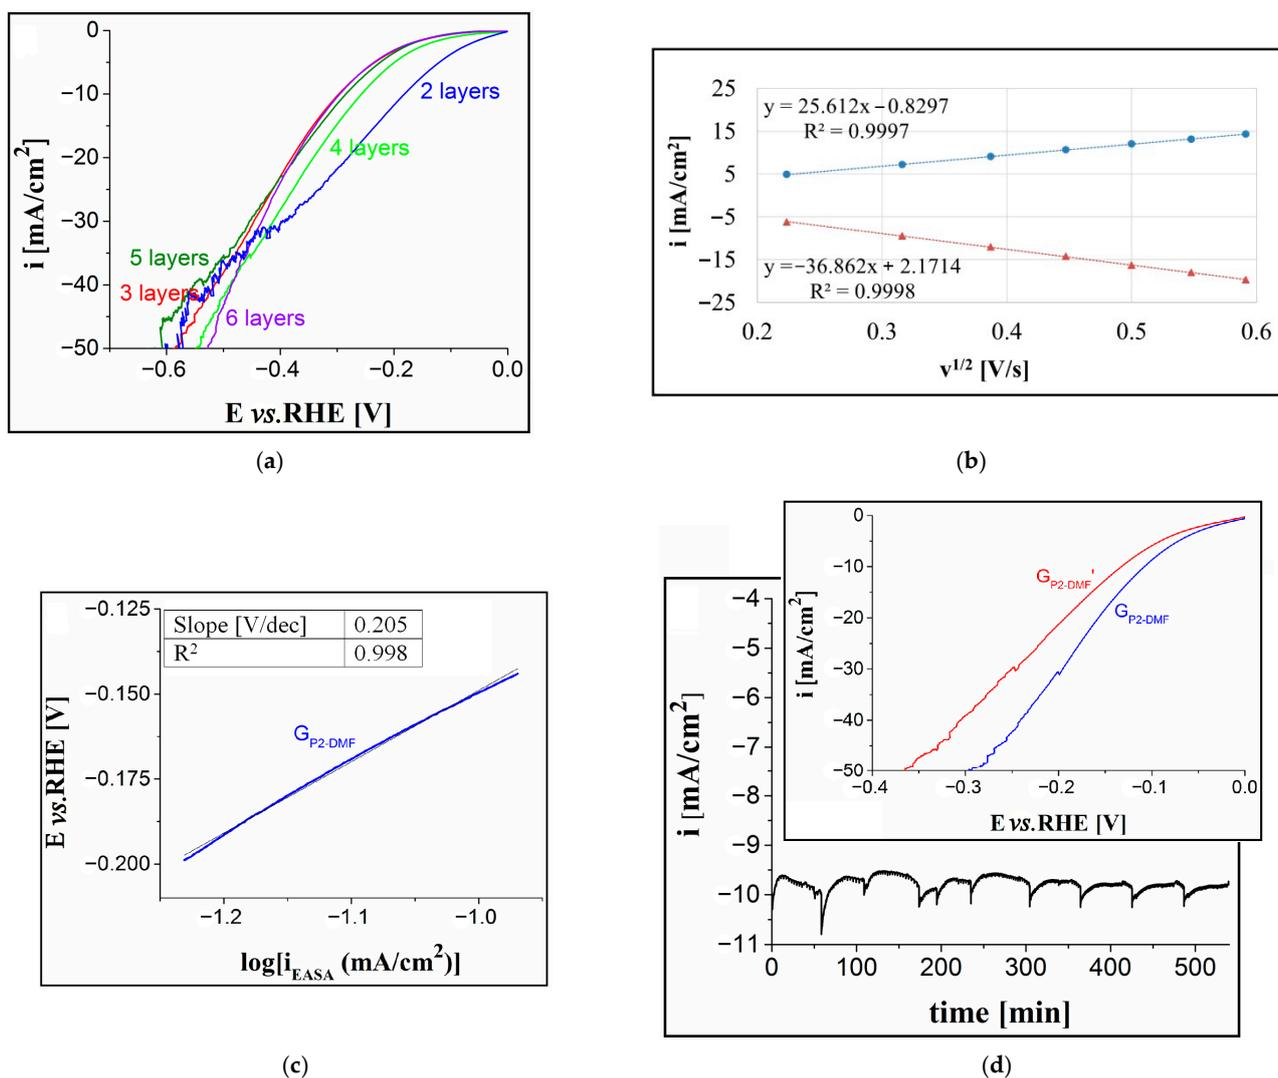 0
−10
−20
−30
−40
−50
i [mA/cm2]
2 layers
4 layers
5 layers
3 layers
6 layers
−0.6
−0.4
−0.2
0.0
E vs.RHE [V]
(a)
25
15
5
−5
−15
−25
i [mA/cm2]
y = 25.612x − 0.8297
R2 = 0.9997
y=−36.862x + 2.1714
R2 = 0.9998
0.2
0.3
0.4
0.5
0.6
v1/2 [V/s]
(b)
−0.125
−0.150
−0.175
−0.200
E vs.RHE [V]
Slope [V/dec] 0.205
R2 0.998
GP2-DMF
−1.2
−1.1
−1.0
log[iEASA (mA/cm2)]
(c)
−4
−5
−6
−7
−8
−9
−10
−11
i [mA/cm2]
0
100
200
300
400
500
time [min]
0
−10
−20
−30
−40
−50
i [mA/cm2]
GP2-DMF'
GP2-DMF
−0.4
−0.3
−0.2
−0.1
0.0
E vs.RHE [V]
(d)